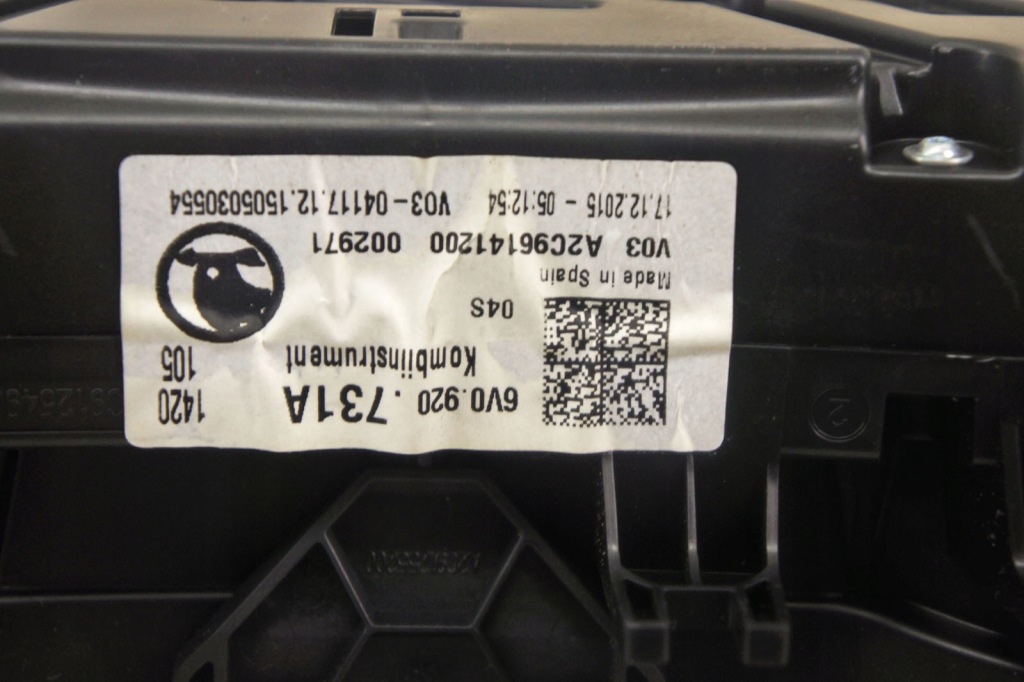 6V0.920 .731A 1420
Kombiinstrument 105
04S
Made in Spain
V03 A2C96141200 002971
17.12.2015 - 05:12:54 V03-04117.12.1505030554
2